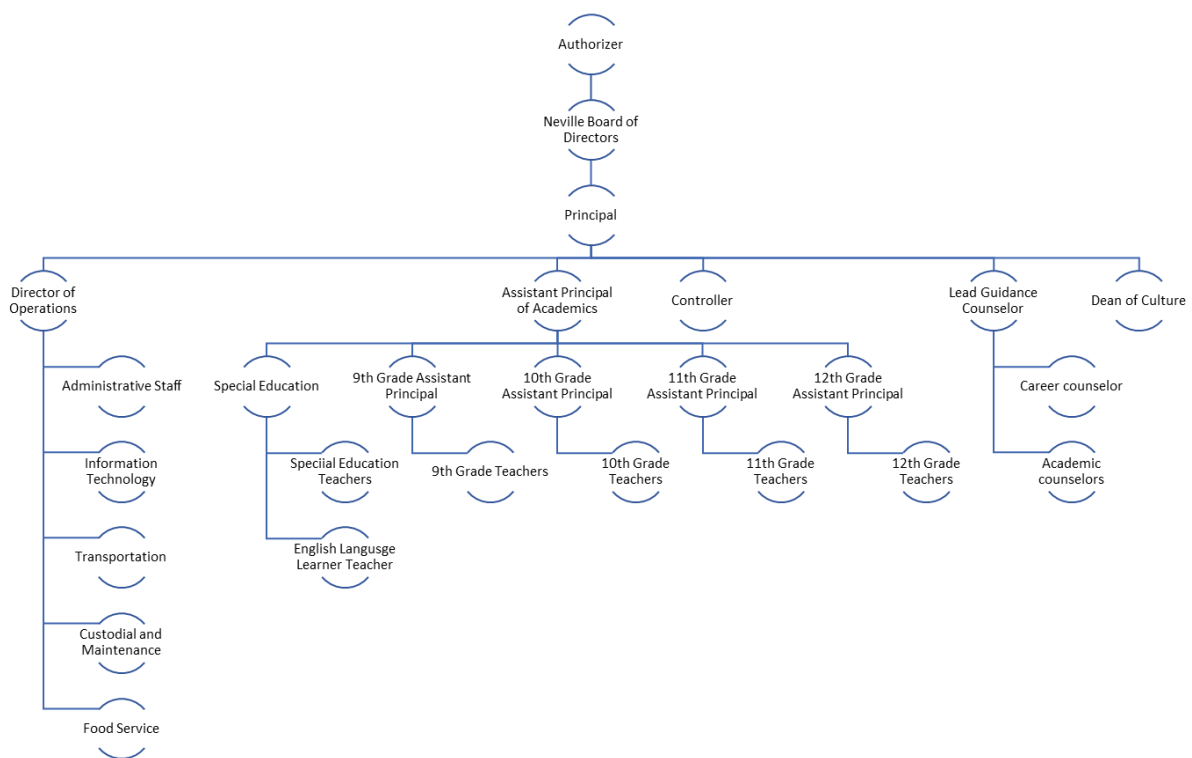 Authorizer
Neville Board of
Directors
Principal
Director of
Operations
Assistant Principal
of Academics
Controller
Lead Guidance
Counselor
Dean of Culture
Administrative Staff
Special Education
9th Grade Assistant
Principal
10th Grade
Assistant Principal
11th Grade
Assistant Principal
12th Grade
Assistant Principal
Career counselor
Information
Technology
Speciial Education
Teachers
9th Grade Teachers
10th Grade
Teachers
11th Grade
Teachers
12th Grade
Teachers
Academic
counselors
Transportation
English Langusge
Learner Teacher
Custodial and
Maintenance
Food Service